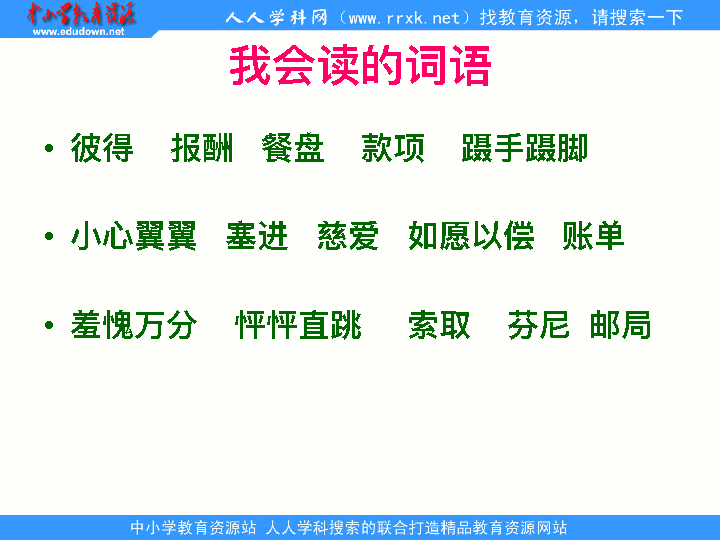 中小学教育资源
www.edudown.net
人人学科网（www.rrxk.net）找教育资源，请搜索一下
我会读的词语
• 彼得 报酬 餐盘 款项 蹑手蹑脚
• 小心翼翼 塞进 慈爱 如愿以偿 账单
• 羞愧万分 怦怦直跳 索取 芬尼 邮局
中小学教育资源站 人人学科搜索的联合打造精品教育资源网站